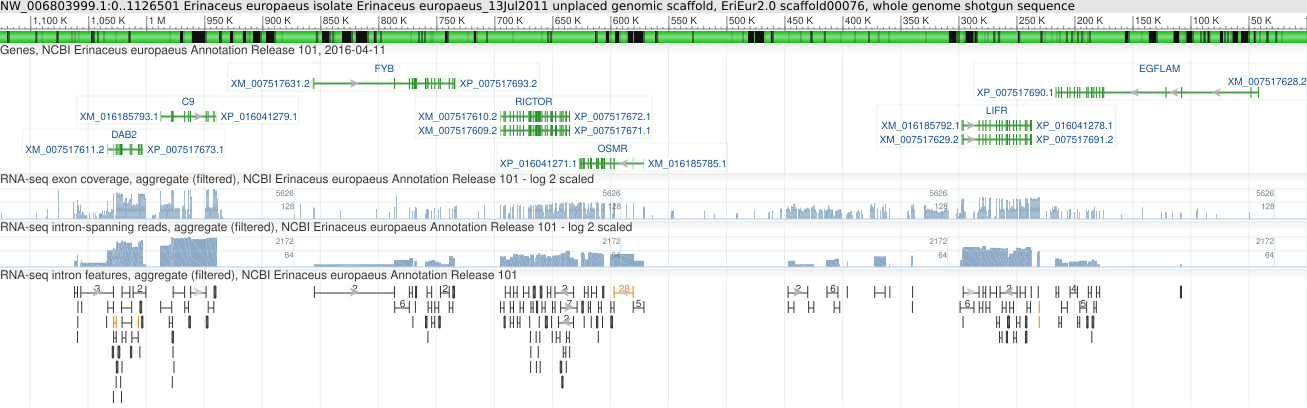 NW_006803999.1:0..1126501 Erinaceus europaeus isolate Erinaceus europaeus_13Jul2011 unplaced genomic scaffold, EriEur2.0 scaffold00076, whole genome shotgun sequence
1,100 K 1,050 K 1 M 950 K 900 K 850 K 800 K 750 K 700 K 650 K 600 K 550 K 500 K 450 K 400 K 350 K 300 K 250 K 200 K 150 K 100 K 50 K
Genes, NCBI Erinaceus europaeus Annotation Release 101, 2016-04-11
FYB EGFLAM
XM_007517631.2 XP_007517693.2 XM_007517628.2
XP_007517690.1
C9 RICTOR LIFR
XM_016185793.1 XP_016041279.1 XM_007517610.2 XP_007517672.1 XM_016185792.1 XP_016041278.1
DAB2 XM_007517609.2 XP_007517671.1 XM_007517629.2 XP_007517691.2
XM_007517611.2 XP_007517673.1 OSMR
XP_016041271.1 XM_016185785.1
RNA-seq exon coverage, aggregate (filtered), NCBI Erinaceus europaeus Annotation Release 101 - log 2 scaled
5626 5626 5626 5626
128 128 128 128
RNA-seq intron-spanning reads, aggregate (filtered), NCBI Erinaceus europaeus Annotation Release 101 - log 2 scaled
2172 2172 2172 2172
64 64 64 64
RNA-seq intron features, aggregate (filtered), NCBI Erinaceus europaeus Annotation Release 101
3 2 2 2 2 28 2 2 4
6 7 5 6 6 5
2